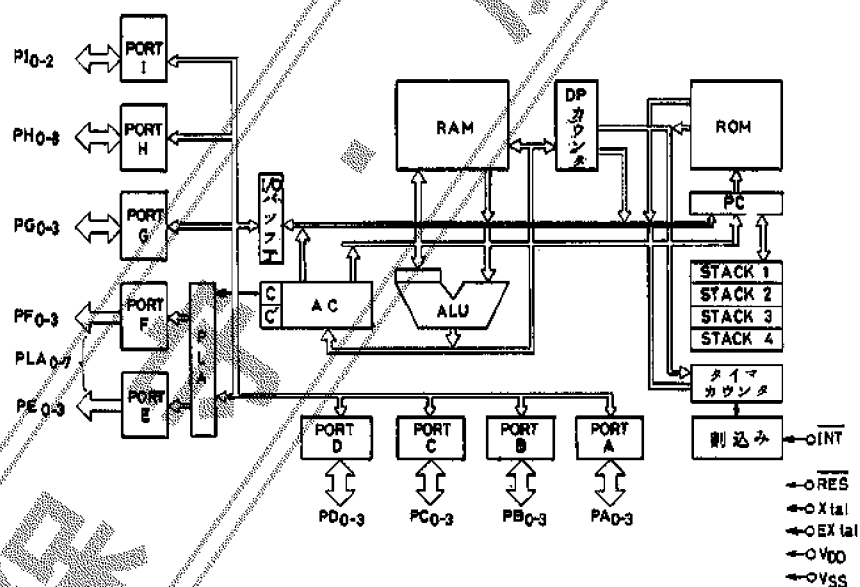 PI0-2
PORT I
PH0-8
PORT H
PG0-3
PORT G
PF0-3
PORT F
PLA0-7
PE0-3
PORT E
PLA
I/Oバッファ
RAM
DPカウンタ
ROM
PC
STACK 1
STACK 2
STACK 3
STACK 4
C
C'
AC
ALU
タイマ
カウンタ
割込み
INT
RES
Xtal
EXtal
VDD
VSS
PORT D
PORT C
PORT B
PORT A
PD0-3
PC0-3
PB0-3
PA0-3